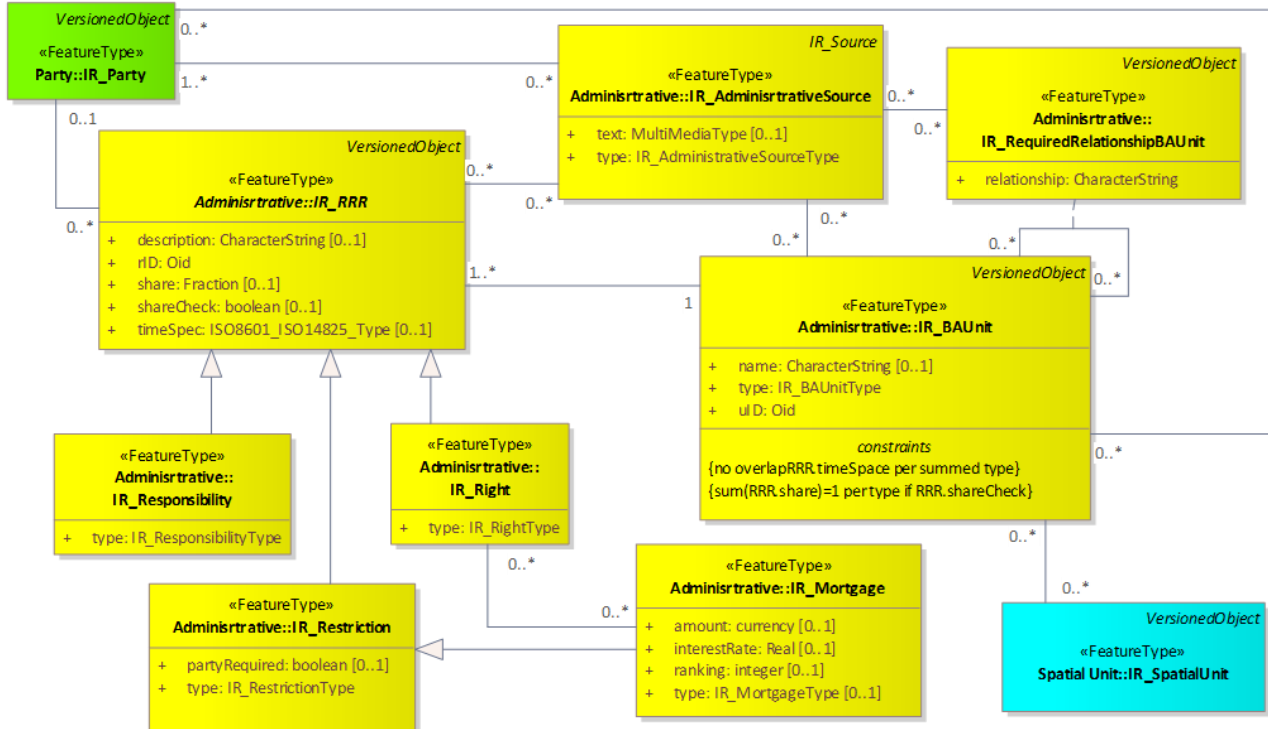 VersionedObject
«FeatureType»
Party::IR_Party
0..*
1..*
0..1
0..*
IR_Source
«FeatureType»
Adminisrtrative::IR_AdminisrtrativeSource
+ text: MultiMediaType [0..1]
+ type: IR_AdministrativeSourceType
0..*
0..*
VersionedObject
«FeatureType»
Adminisrtrative::
IR_RequiredRelationshipBAUnit
+ relationship: CharacterString
VersionedObject
«FeatureType»
Adminisrtrative::IR_RRR
+ description: CharacterString [0..1]
+ rID: Oid
+ share: Fraction [0..1]
+ shareCheck: boolean [0..1]
+ timeSpec: ISO8601_ISO14825_Type [0..1]
0..*
0..*
0..*
0..*
0..*
0..*
0..*
1..*
1
VersionedObject
«FeatureType»
Adminisrtrative::IR_BAUnit
+ name: CharacterString [0..1]
+ type: IR_BAUnitType
+ uID: Oid
constraints
{no overlapRRR.timeSpace per summed type}
{sum(RRR.share)=1 per type if RRR.shareCheck}
0..*
«FeatureType»
Adminisrtrative::
IR_Responsibility
+ type: IR_ResponsibilityType
«FeatureType»
Adminisrtrative::
IR_Right
+ type: IR_RightType
0..*
0..*
0..*
0..*
«FeatureType»
Adminisrtrative::IR_Restriction
+ partyRequired: boolean [0..1]
+ type: IR_RestrictionType
«FeatureType»
Adminisrtrative::IR_Mortgage
+ amount: currency [0..1]
+ interestRate: Real [0..1]
+ ranking: integer [0..1]
+ type: IR_MortgageType [0..1]
VersionedObject
«FeatureType»
Spatial Unit::IR_SpatialUnit